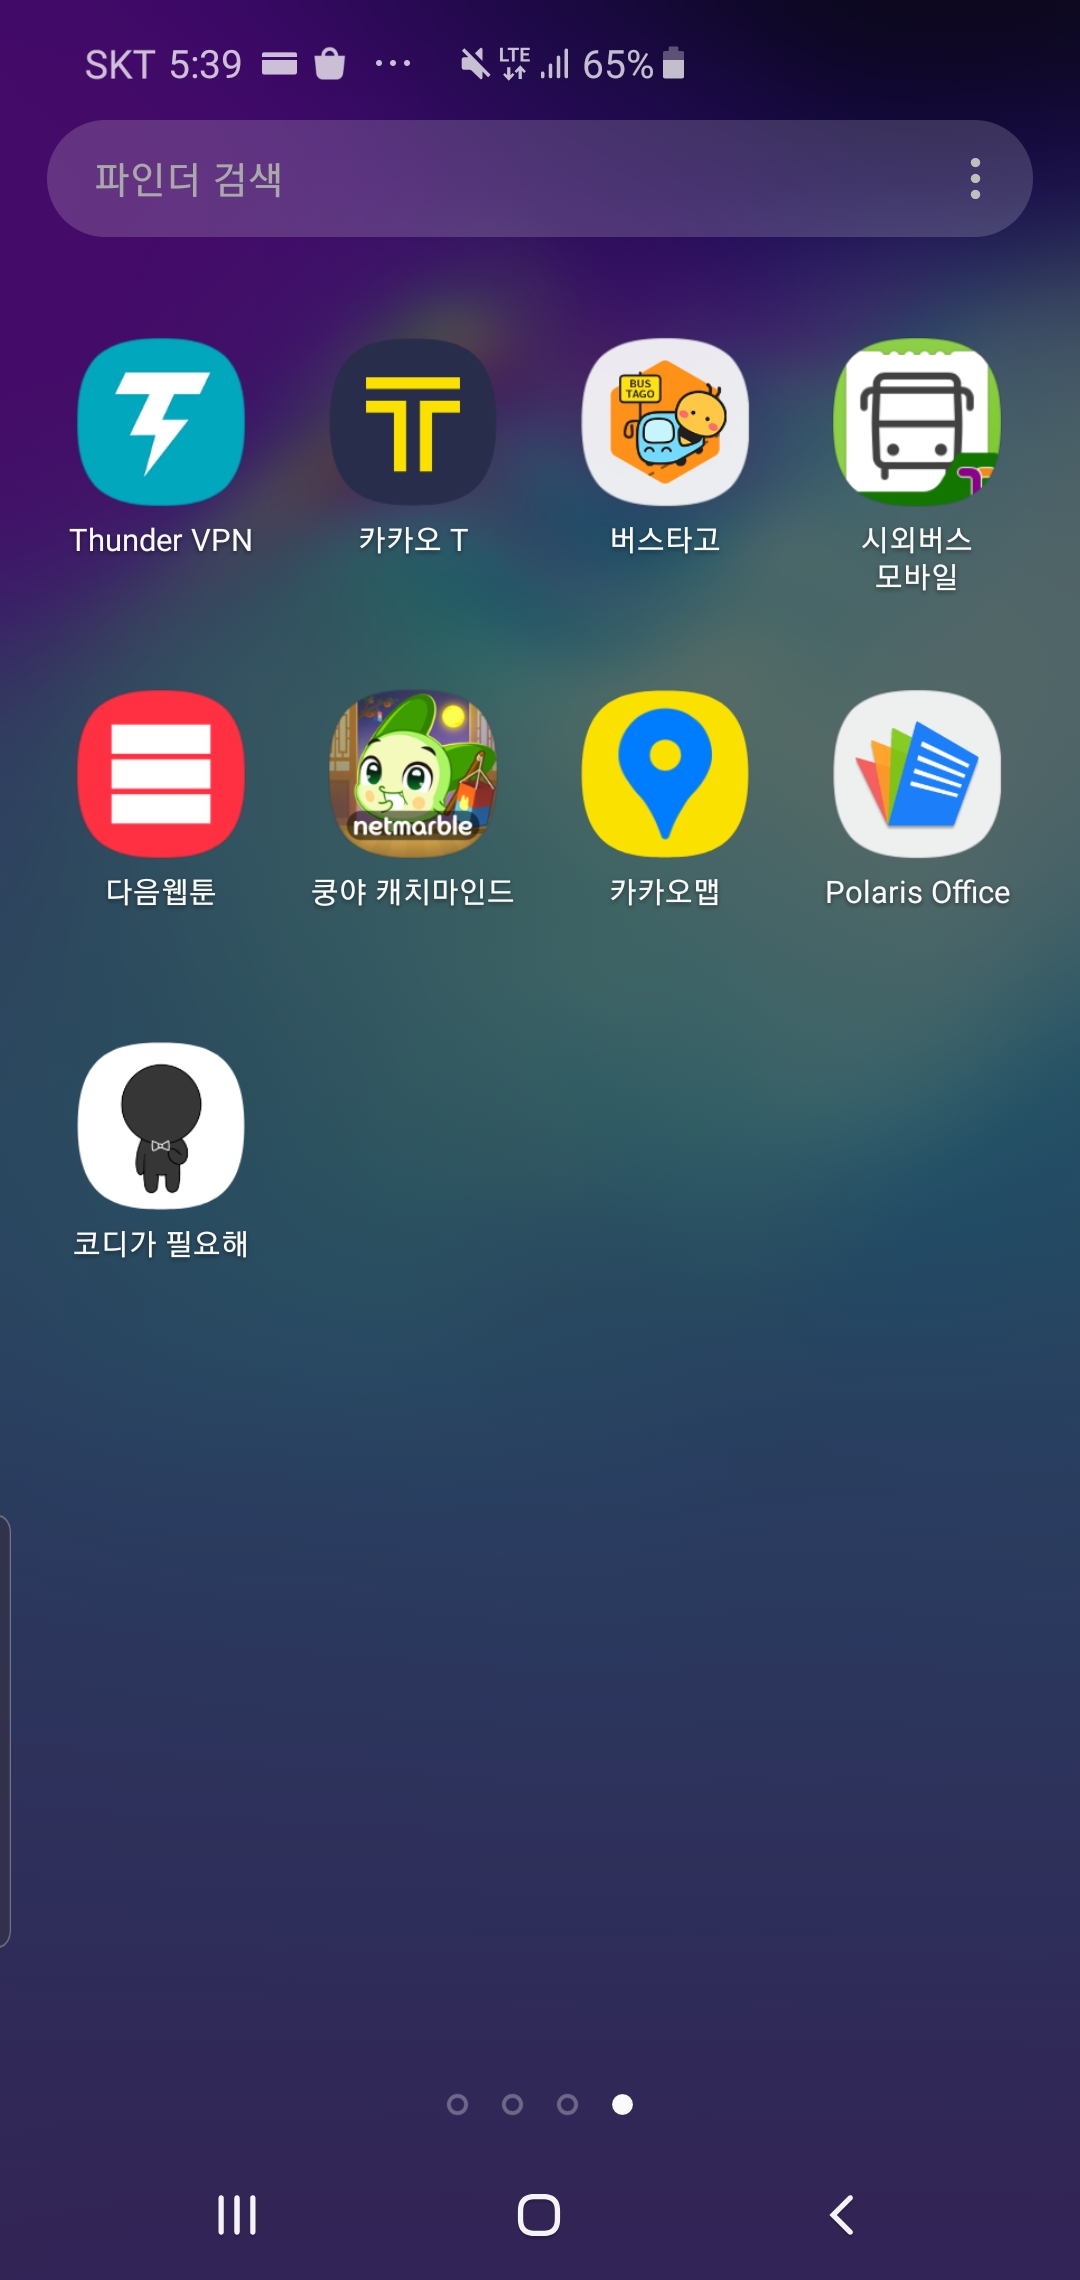 SKT 5:39 LTE 65%
파인더 검색
BUS
TAGO
Thunder VPN
카카오 T
버스타고
시외버스
모바일
netmarble
다음웹툰
쿵야 캐치마인드
카카오맵
Polaris Office
코디가 필요해